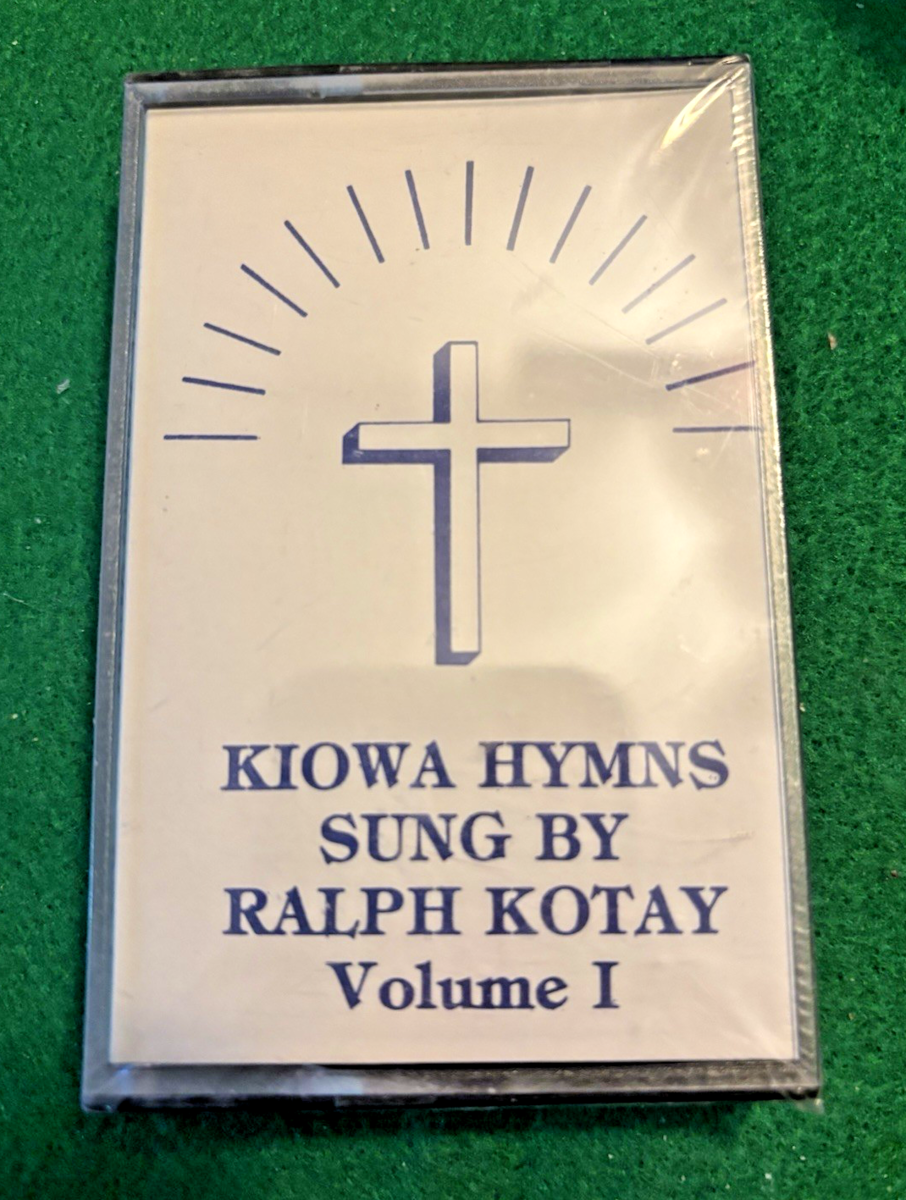 KIOWA HYMNS
SUNG BY
RALPH KOTAY
Volume I